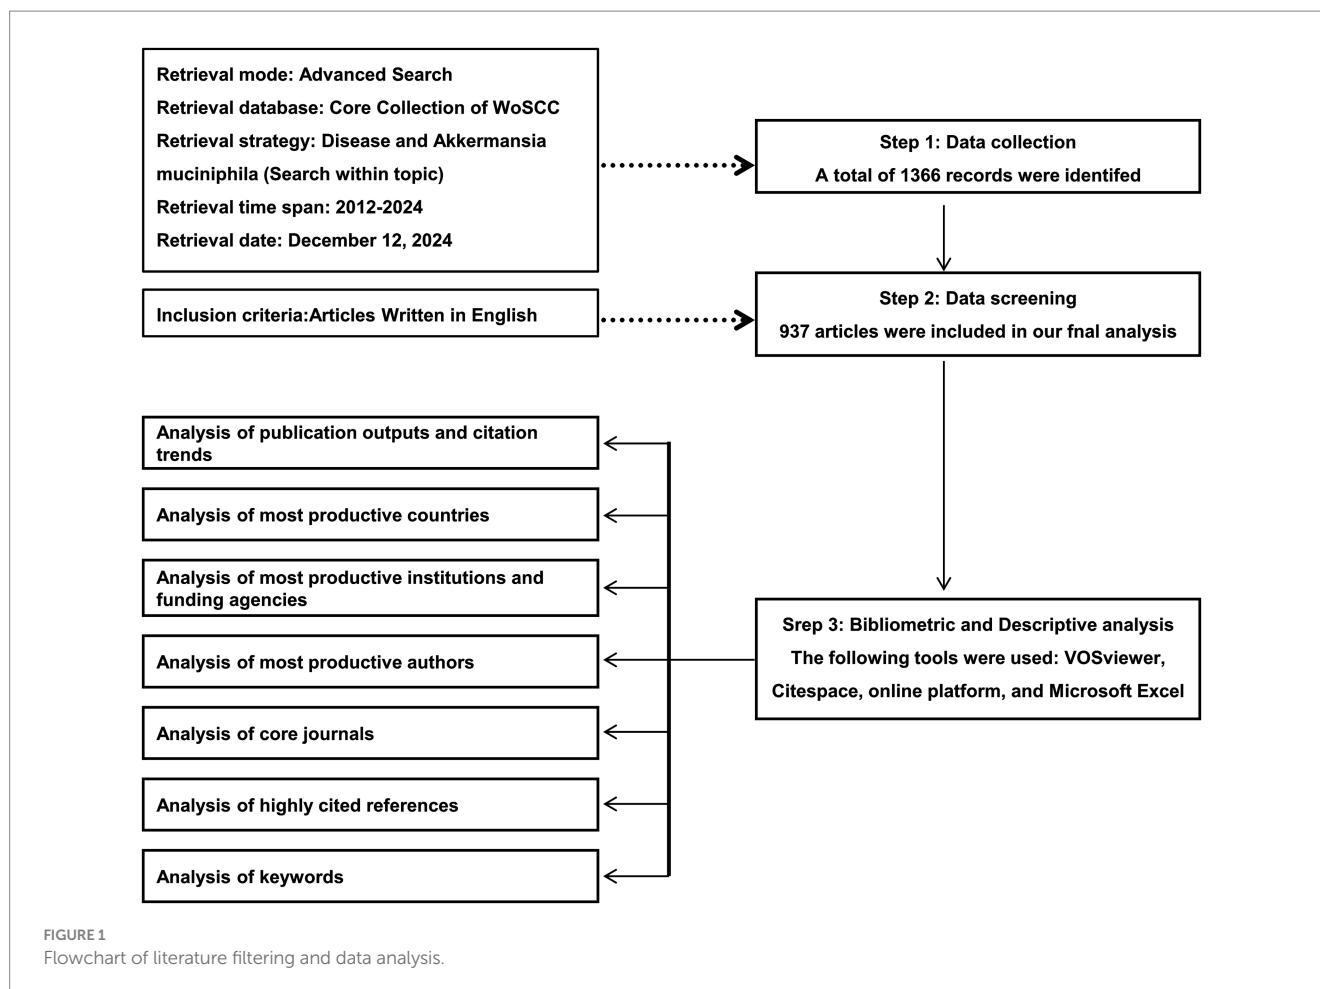 Retrieval mode: Advanced Search
Retrieval database: Core Collection of WoSCC
Retrieval strategy: Disease and Akkermansia
muciniphila (Search within topic)
Retrieval time span: 2012-2024
Retrieval date: December 12, 2024
Step 1: Data collection
A total of 1366 records were identifed
Inclusion criteria:Articles Written in English
Step 2: Data screening
937 articles were included in our fnal analysis
Analysis of publication outputs and citation
trends
Analysis of most productive countries
Analysis of most productive institutions and
funding agencies
Analysis of most productive authors
Analysis of core journals
Analysis of highly cited references
Analysis of keywords
Srep 3: Bibliometric and Descriptive analysis
The following tools were used: VOSviewer,
Citespace, online platform, and Microsoft Excel
FIGURE 1
Flowchart of literature filtering and data analysis.